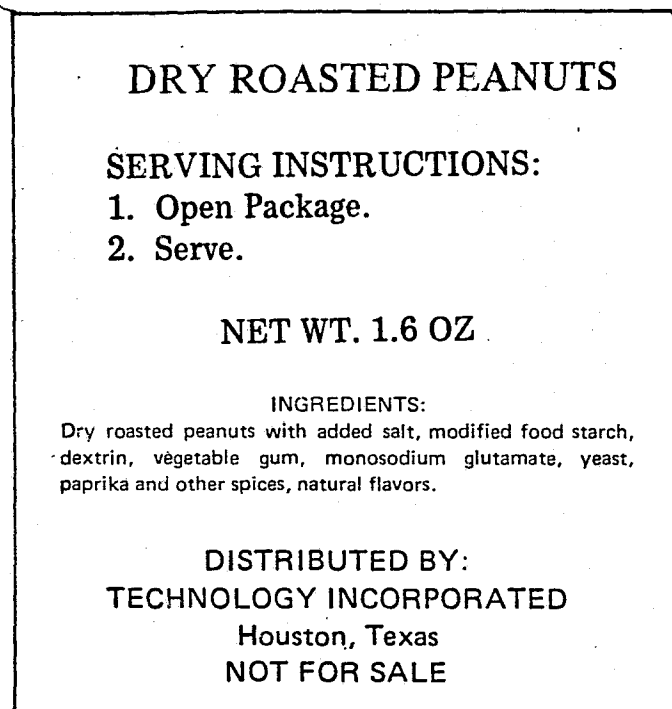 DRY ROASTED PEANUTS
SERVING INSTRUCTIONS:
1. Open Package.
2. Serve.
NET WT. 1.6 OZ
INGREDIENTS:
Dry roasted peanuts with added salt, modified food starch,
dextrin, vegetable gum, monosodium glutamate, yeast,
paprika and other spices, natural flavors.
DISTRIBUTED BY:
TECHNOLOGY INCORPORATED
Houston, Texas
NOT FOR SALE